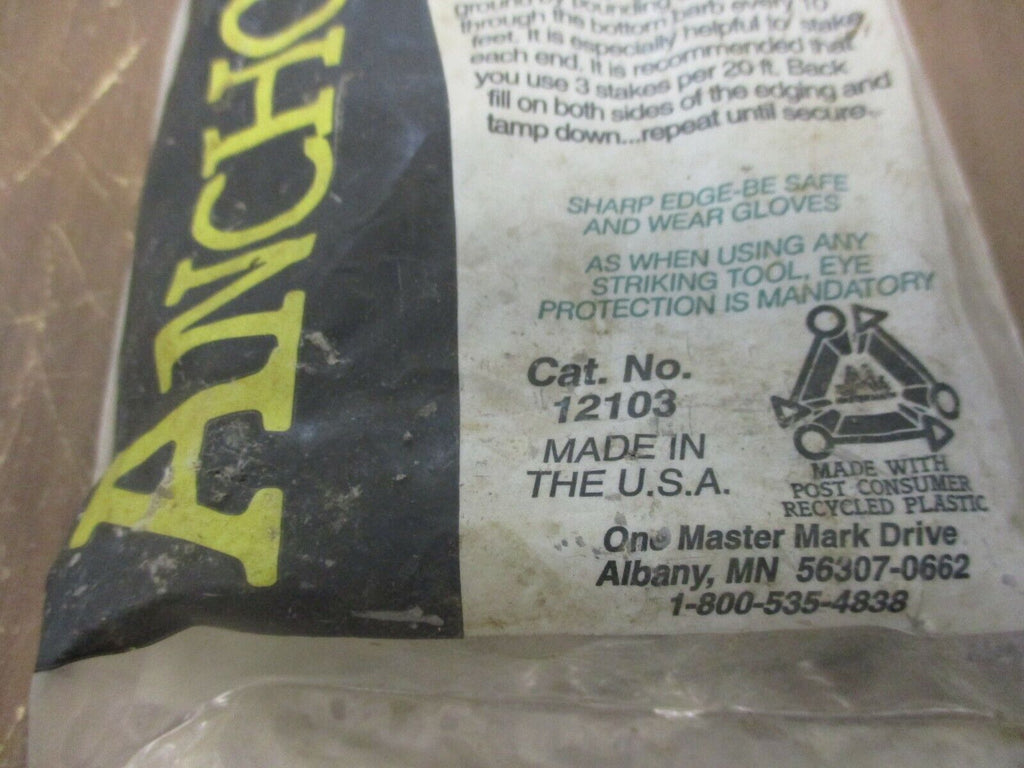 ANCHO
ground by pounding
through the bottom barb every 10
feet. It is especially helpful to stake
each end. It is recommended that
you use 3 stakes per 20 ft. Back
fill on both sides of the edging and
tamp down...repeat until secure
SHARP EDGE-BE SAFE
AND WEAR GLOVES
AS WHEN USING ANY
STRIKING TOOL, EYE
PROTECTION IS MANDATORY
Cat. No.
12103
MADE IN
THE U.S.A.
MADE WITH
POST CONSUMER
RECYCLED PLASTIC
One Master Mark Drive
Albany, MN 56307-0662
1-800-535-4838